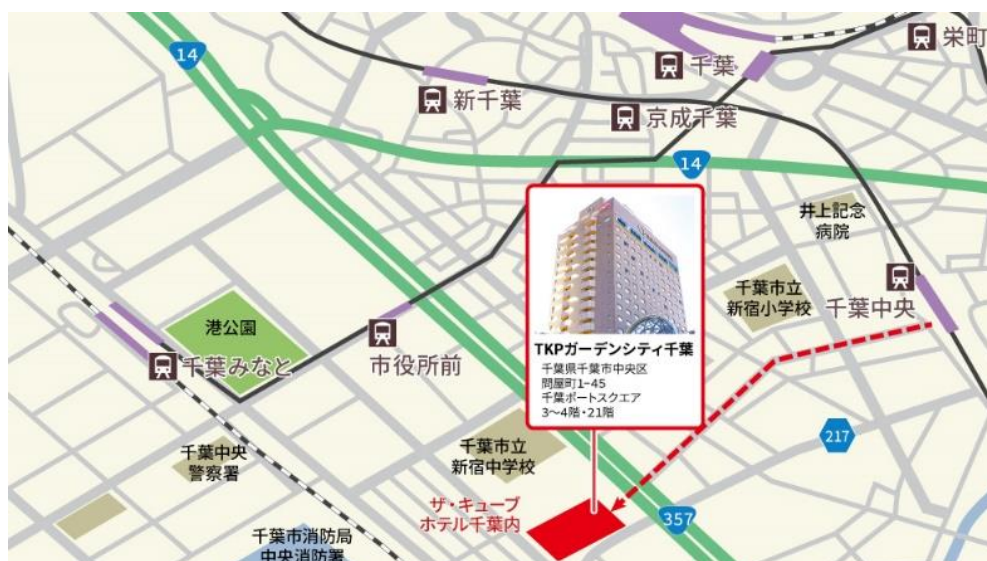 14
千葉
栄町
新千葉
京成千葉
14
井上記念
病院
千葉市立
新宿小学校
千葉中央
TKPガーデンシティ千葉
千葉県千葉市中央区
問屋町1-45
千葉ポートスクエア
3〜4階・21階
港公園
千葉みなと
市役所前
217
千葉中央
警察署
千葉市立
新宿中学校
ザ・キューブ
ホテル千葉内
357
千葉市消防局
中央消防署